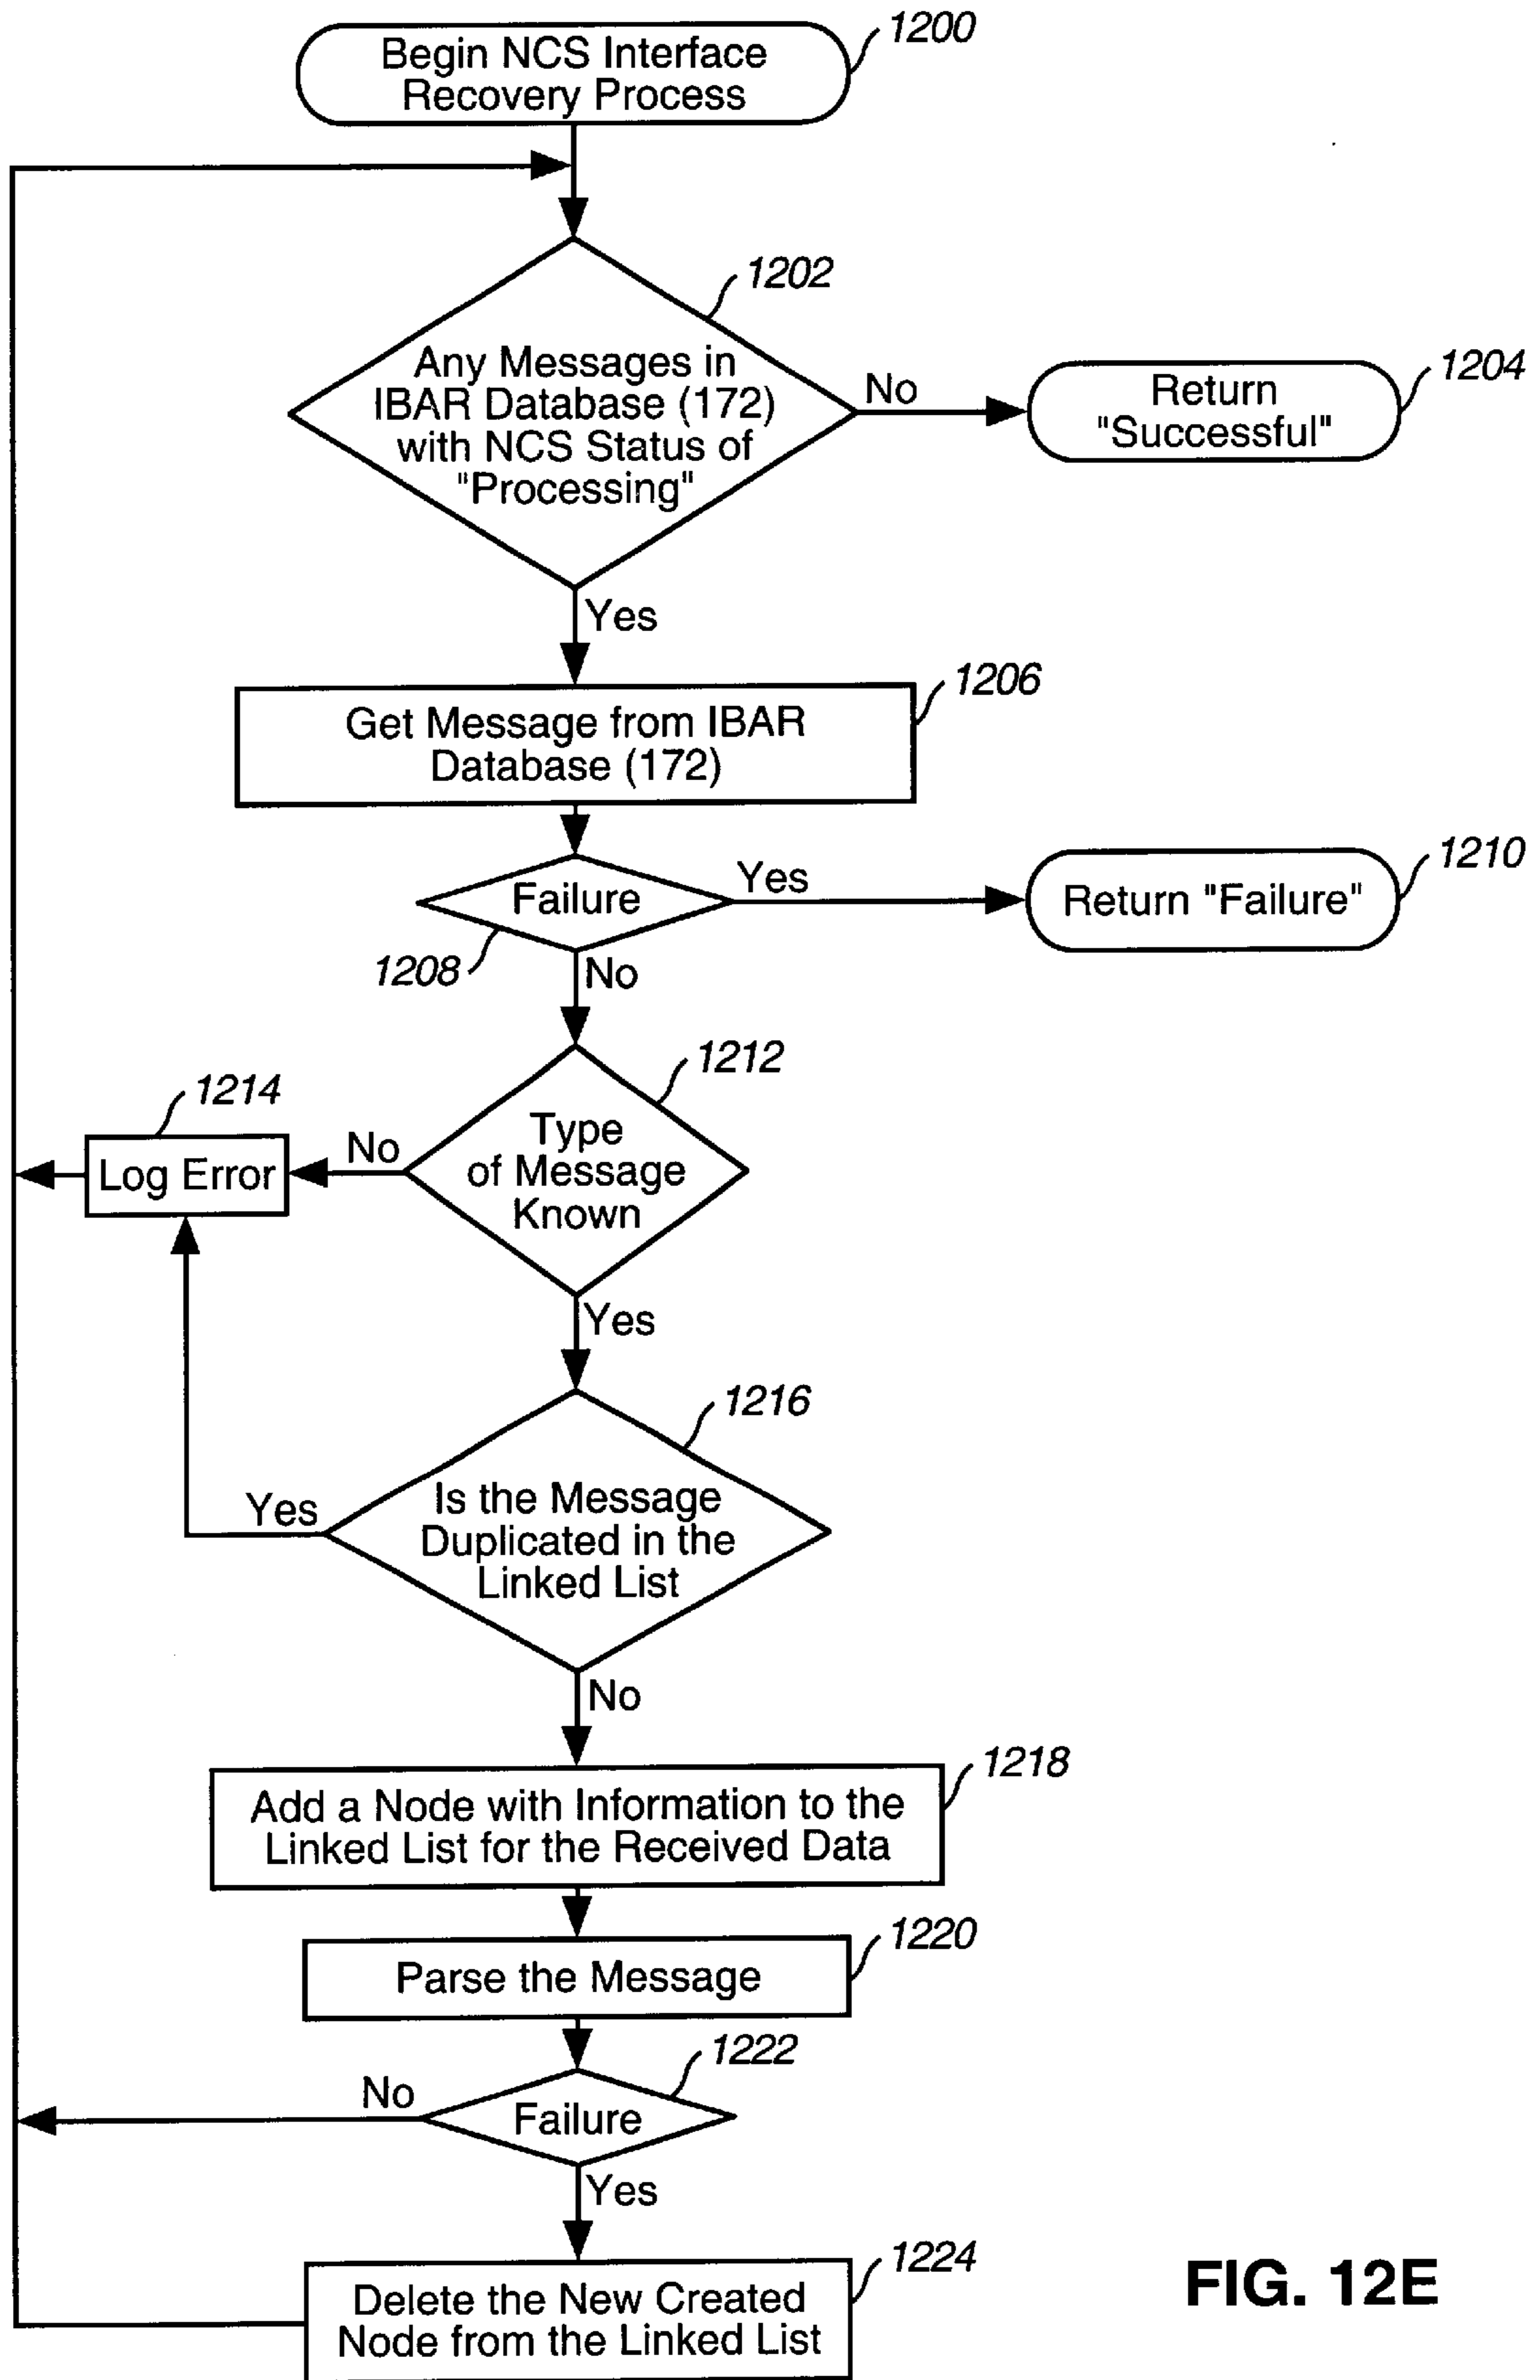 Begin NCS Interface
Recovery Process
1200
1202
Any Messages in
IBAR Database (172)
with NCS Status of
"Processing"
No
Return
"Successful"
1204
Yes
1206
Get Message from IBAR
Database (172)
Failure
Yes
Return "Failure"
1210
1208
No
1212
1214
Type
of Message
Known
No
Log Error
Yes
1216
Is the Message
Duplicated in the
Linked List
Yes
No
1218
Add a Node with Information to the
Linked List for the Received Data
1220
Parse the Message
1222
No
Failure
Yes
1224
Delete the New Created
Node from the Linked List
FIG. 12E